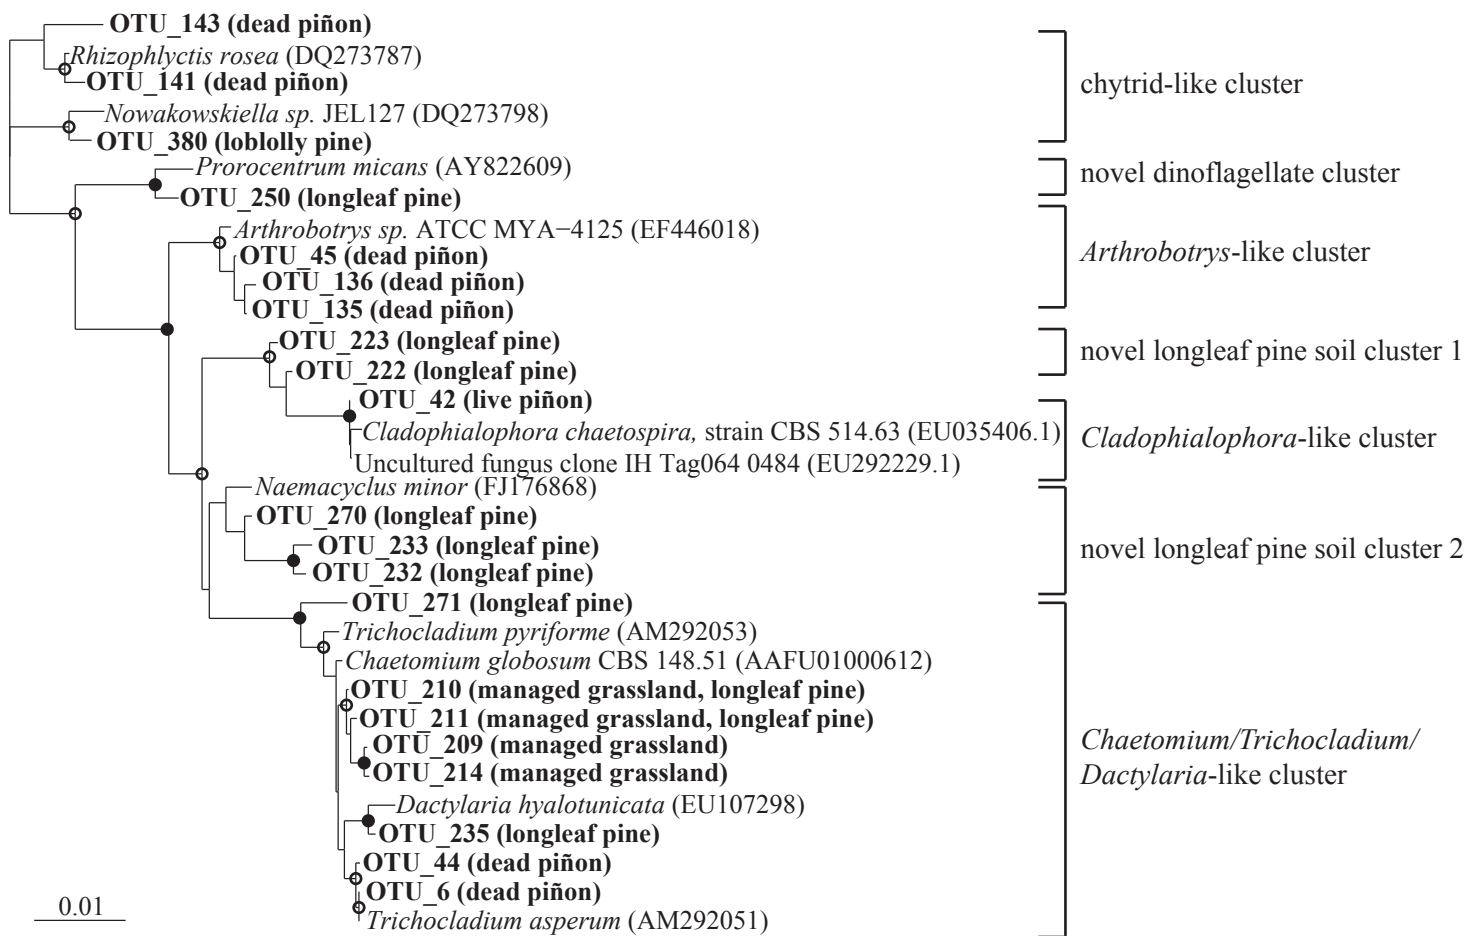 OTU_143 (dead piñon)
Rhizophlyctis rosea (DQ273787)
OTU_141 (dead piñon)
Nowakowskiella sp. JEL127 (DQ273798)
OTU_380 (loblolly pine)
chytrid-like cluster
Prorocentrum micans (AY822609)
OTU_250 (longleaf pine)
novel dinoflagellate cluster
Arthrobotrys sp. ATCC MYA−4125 (EF446018)
OTU_45 (dead piñon)
OTU_136 (dead piñon)
OTU_135 (dead piñon)
Arthrobotrys-like cluster
OTU_223 (longleaf pine)
OTU_222 (longleaf pine)
novel longleaf pine soil cluster 1
OTU_42 (live piñon)
Cladophialophora chaetospira, strain CBS 514.63 (EU035406.1)
Uncultured fungus clone IH Tag064 0484 (EU292229.1)
Cladophialophora-like cluster
Naemacyclus minor (FJ176868)
OTU_270 (longleaf pine)
OTU_233 (longleaf pine)
OTU_232 (longleaf pine)
novel longleaf pine soil cluster 2
OTU_271 (longleaf pine)
Trichocladium pyriforme (AM292053)
Chaetomium globosum CBS 148.51 (AAFU01000612)
OTU_210 (managed grassland, longleaf pine)
OTU_211 (managed grassland, longleaf pine)
OTU_209 (managed grassland)
OTU_214 (managed grassland)
Dactylaria hyalotunicata (EU107298)
OTU_235 (longleaf pine)
OTU_44 (dead piñon)
OTU_6 (dead piñon)
Trichocladium asperum (AM292051)
Chaetomium/Trichocladium/
Dactylaria-like cluster
0.01